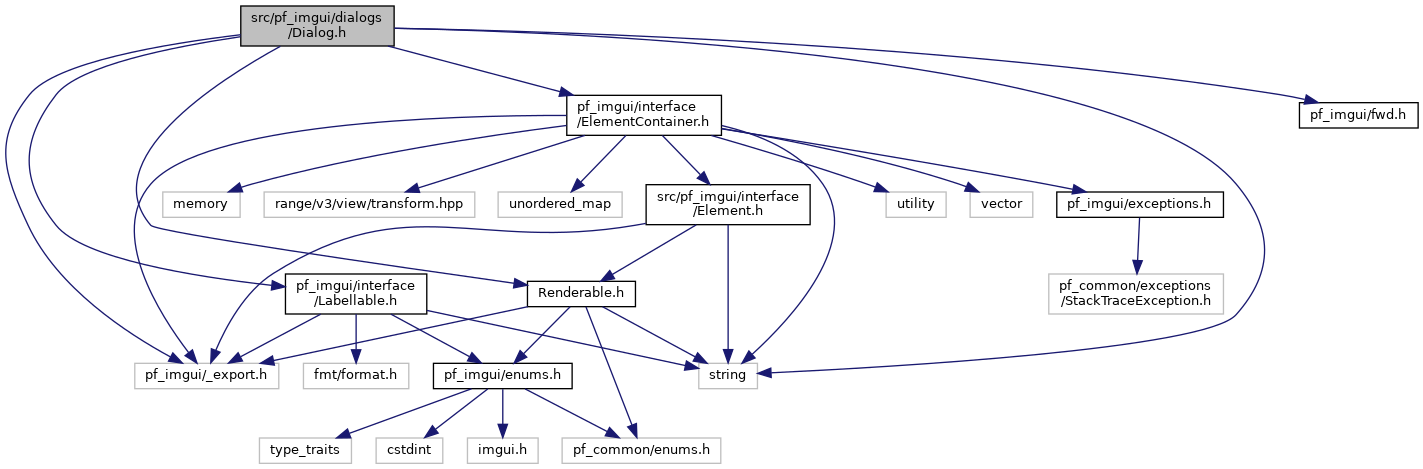 src/pf_imgui/dialogs
/Dialog.h
pf_imgui/interface
/ElementContainer.h
pf_imgui/fwd.h
memory
range/v3/view/transform.hpp
unordered_map
src/pf_imgui/interface
/Element.h
utility
vector
pf_imgui/exceptions.h
pf_imgui/interface
/Labellable.h
Renderable.h
pf_common/exceptions
/StackTraceException.h
pf_imgui/_export.h
fmt/format.h
pf_imgui/enums.h
string
type_traits
cstdint
imgui.h
pf_common/enums.h